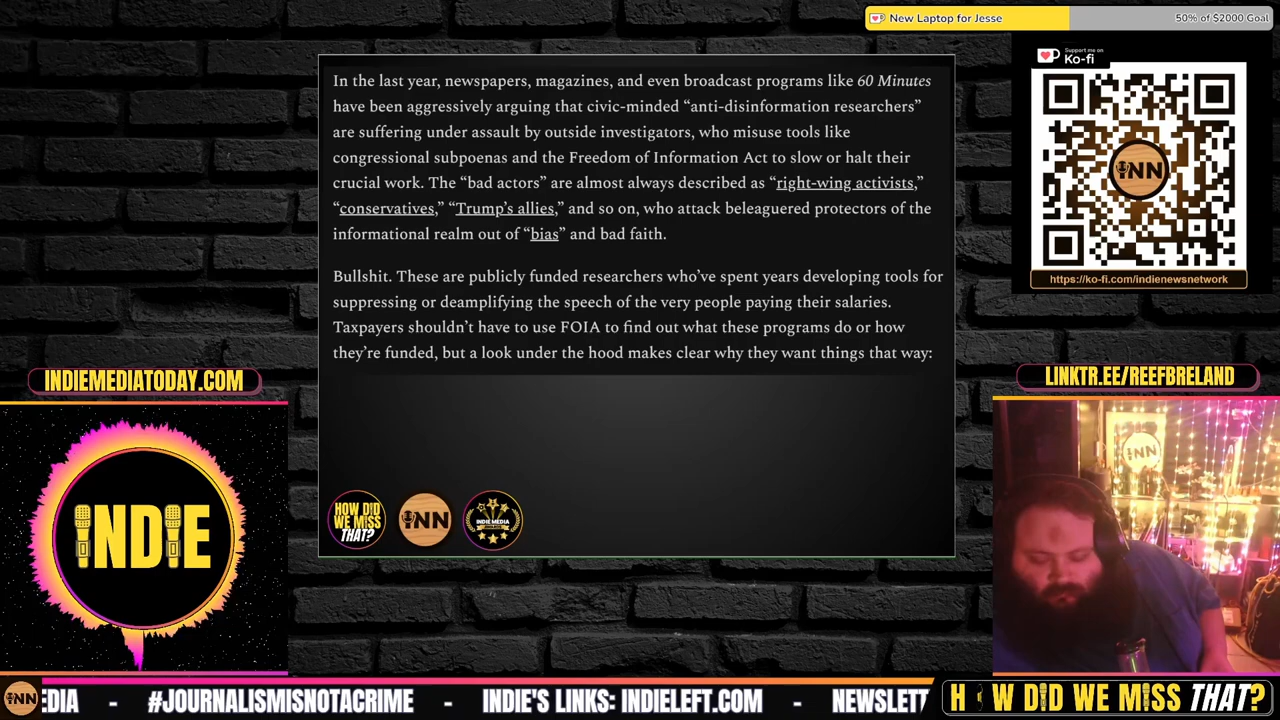 New Laptop for Jesse
50% of $2000 Goal
Support me on
Ko-fi
iNN
https://ko-fi.com/indienewsnetwork
In the last year, newspapers, magazines, and even broadcast programs like 60 Minutes
have been aggressively arguing that civic-minded “anti-disinformation researchers”
are suffering under assault by outside investigators, who misuse tools like
congressional subpoenas and the Freedom of Information Act to slow or halt their
crucial work. The “bad actors” are almost always described as “right-wing activists,”
“conservatives,” “Trump’s allies,” and so on, who attack beleaguered protectors of the
informational realm out of “bias” and bad faith.
Bullshit. These are publicly funded researchers who’ve spent years developing tools for
suppressing or deamplifying the speech of the very people paying their salaries.
Taxpayers shouldn’t have to use FOIA to find out what these programs do or how
they’re funded, but a look under the hood makes clear why they want things that way:
INDIEMEDIATODAY.COM
LINKTR.EE/REEFBRELAND
iNDiE
HOW DID
WE MISS
THAT?
iNN
INDIE MEDIA
iNN
iNN
EDIA - #JOURNALISMISNOTACRIME - INDIE'S LINKS: INDIELEFT.COM - NEWSLETT
HOW DiD WE MiSS THAT?